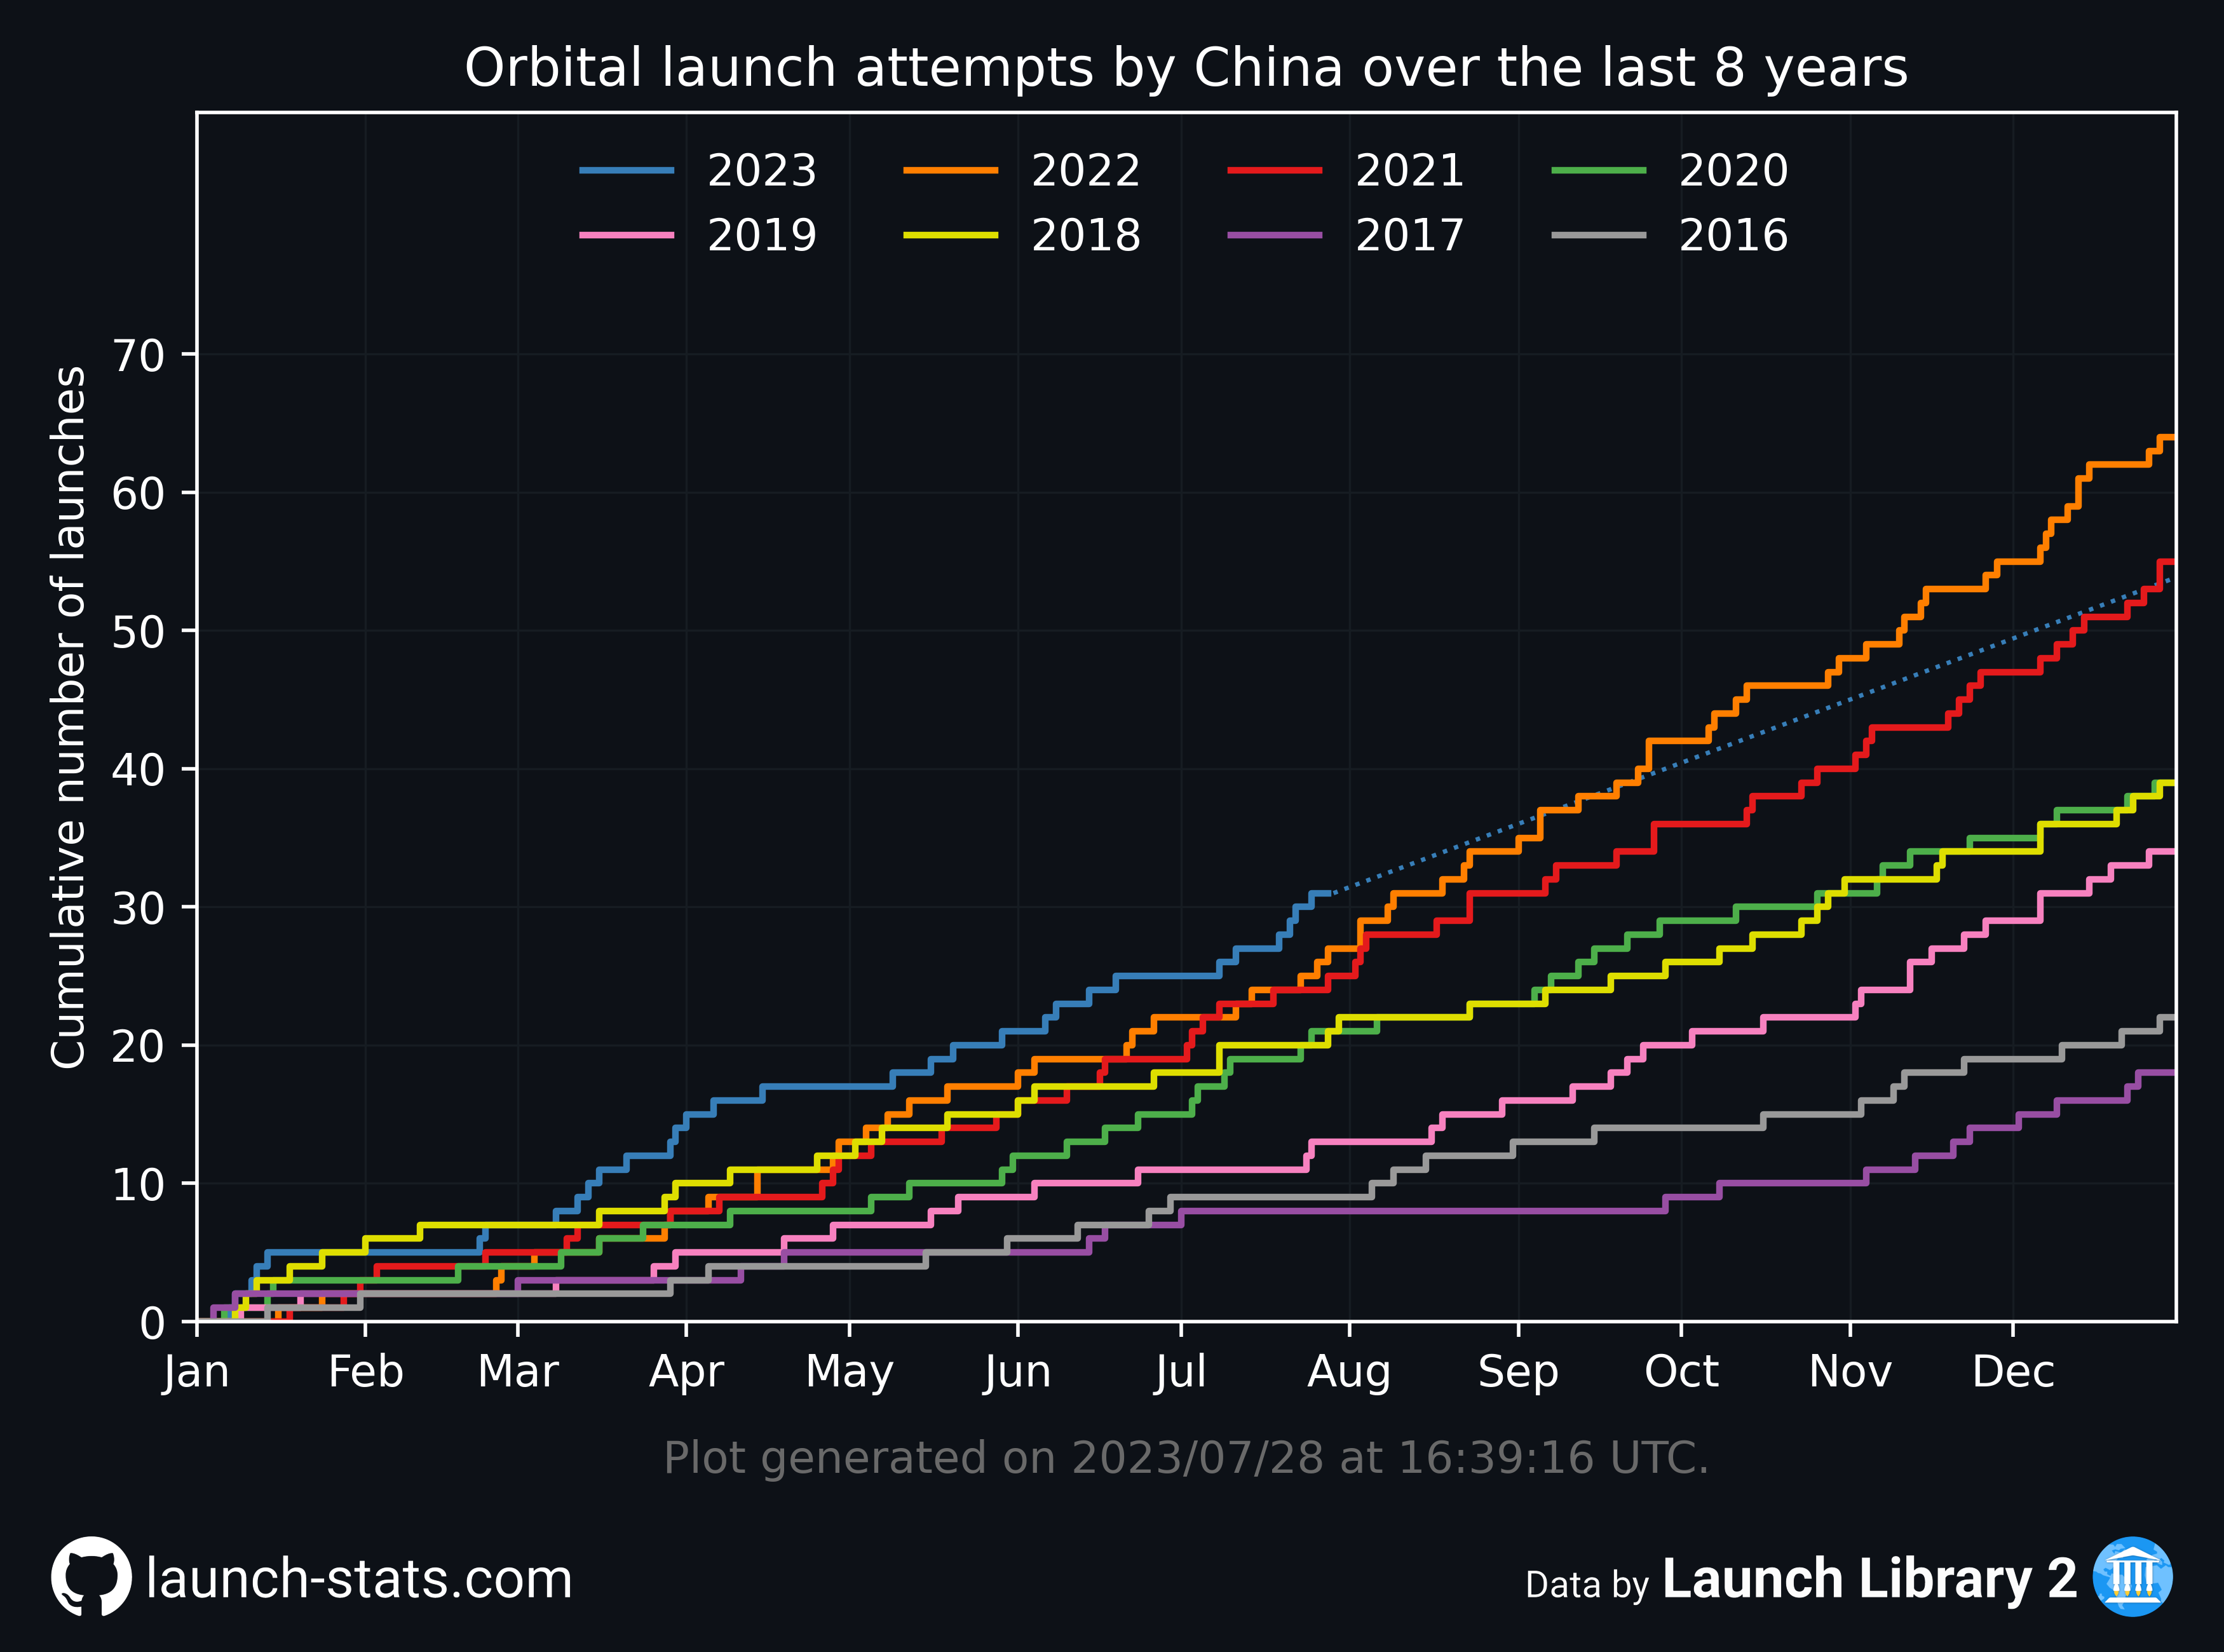 Orbital launch attempts by China over the last 8 years
2023 2022 2021 2020
2019 2018 2017 2016
Cumulative number of launches
70
60
50
40
30
20
10
0
Jan Feb Mar Apr May Jun Jul Aug Sep Oct Nov Dec
Plot generated on 2023/07/28 at 16:39:16 UTC.
launch-stats.com
Data by Launch Library 2